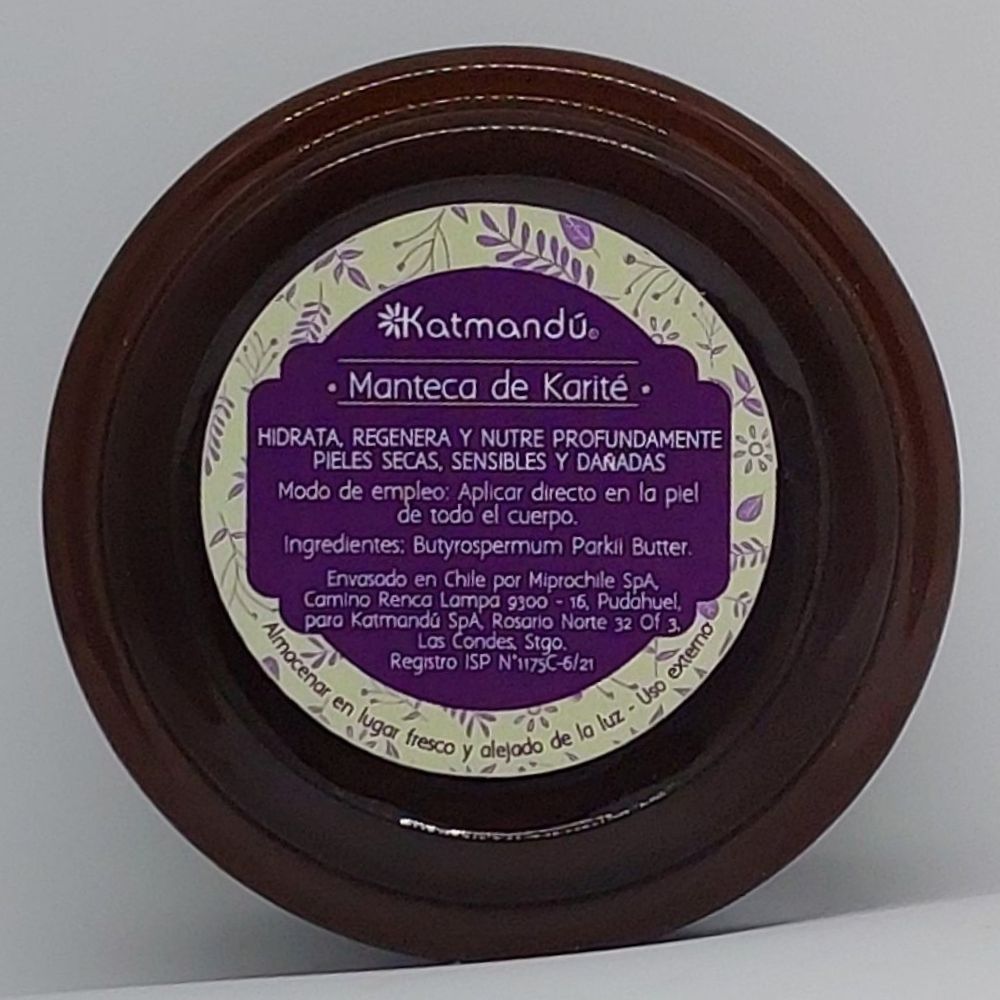 Katmandú
• Manteca de Karité •
HIDRATA, REGENERA Y NUTRE PROFUNDAMENTE
PIELES SECAS, SENSIBLES Y DAÑADAS
Modo de empleo: Aplicar directo en la piel
de todo el cuerpo.
Ingredientes: Butyrospermum Parkii Butter.
Envasado en Chile por Miprochile SpA,
Camino Renca Lampa 9300 - 16, Pudahuel,
para Katmandú SpA, Rosario Norte 32 Of 3,
Las Condes, Stgo.
Registro ISP N°1175C-6/21
Almacenar en lugar fresco y alejado de la luz - Uso externo